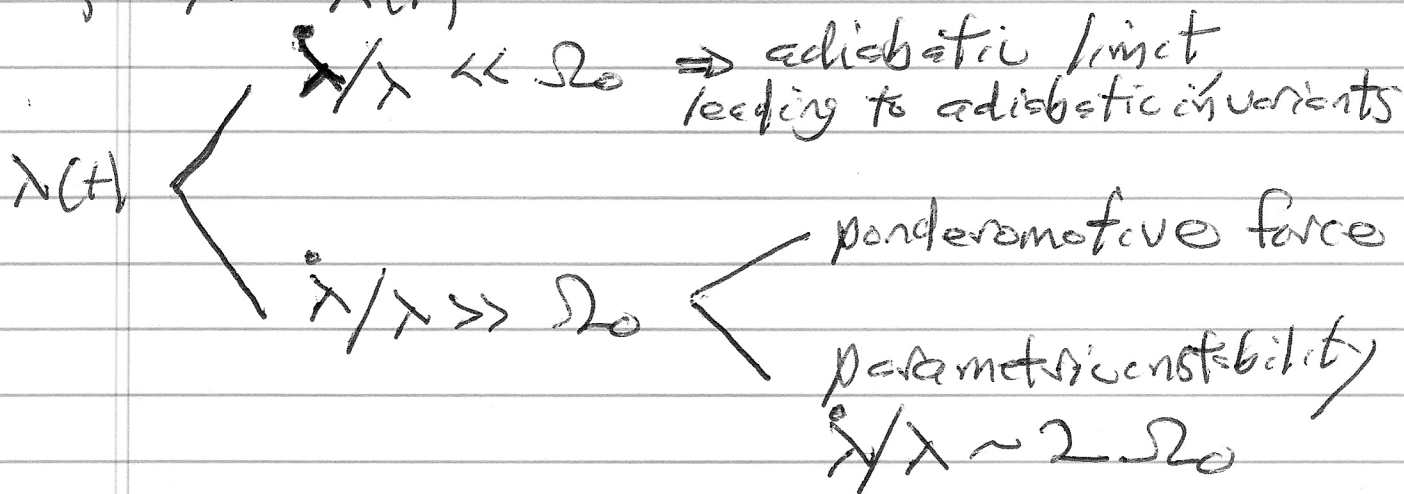 λ̇/λ << Ω₀ ⇒ adiabatic limit
leading to adiabatic invariants
λ(t)
λ̇/λ >> Ω₀
ponderomotive force
parametric instability
λ̇/λ ~ 2Ω₀